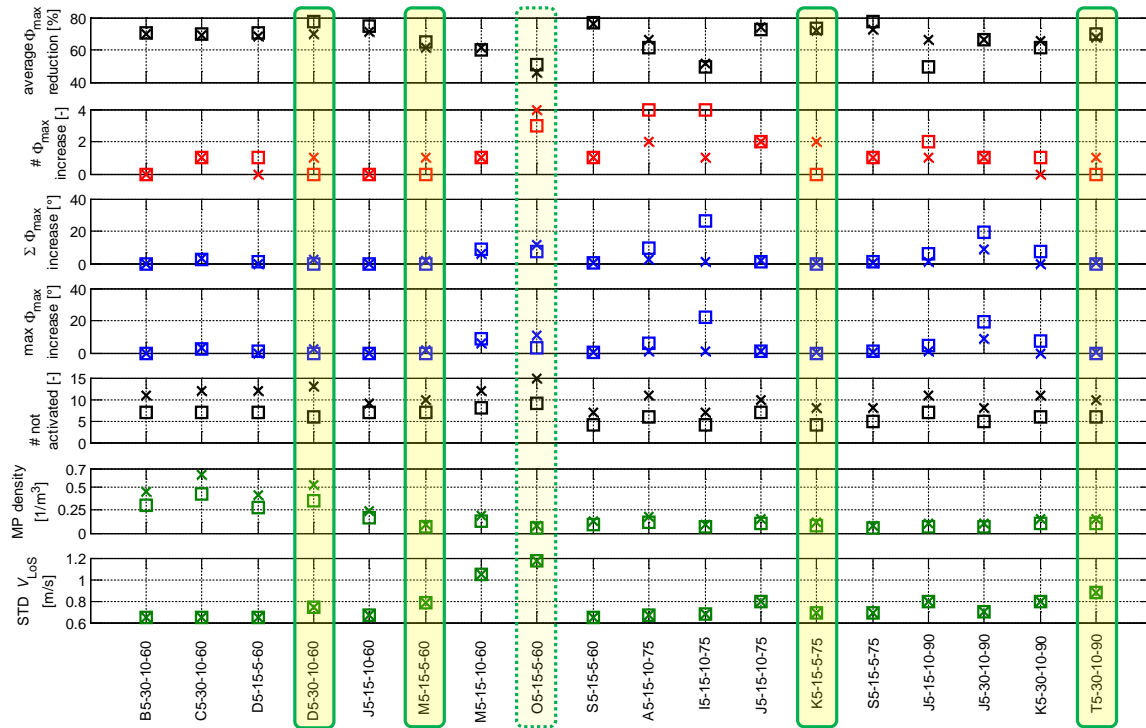 average Φmax
reduction [%]
80
60
40
# Φmax
increase [-]
4
2
0
Σ Φmax
increase [°]
40
20
0
max Φmax
increase [°]
40
20
0
# not
activated [-]
15
10
5
0
MP density
[1/m³]
0.7
0.5
0.25
0
STD VLoS
[m/s]
1.2
0.8
0.6
B5-30-10-60
C5-30-10-60
D5-15-5-60
D5-30-10-60
J5-15-10-60
M5-15-5-60
M5-15-10-60
O5-15-5-60
S5-15-5-60
A5-15-10-75
I5-15-10-75
J5-15-10-75
K5-15-5-75
S5-15-5-75
J5-15-10-90
J5-30-10-90
K5-30-10-90
T5-30-10-90